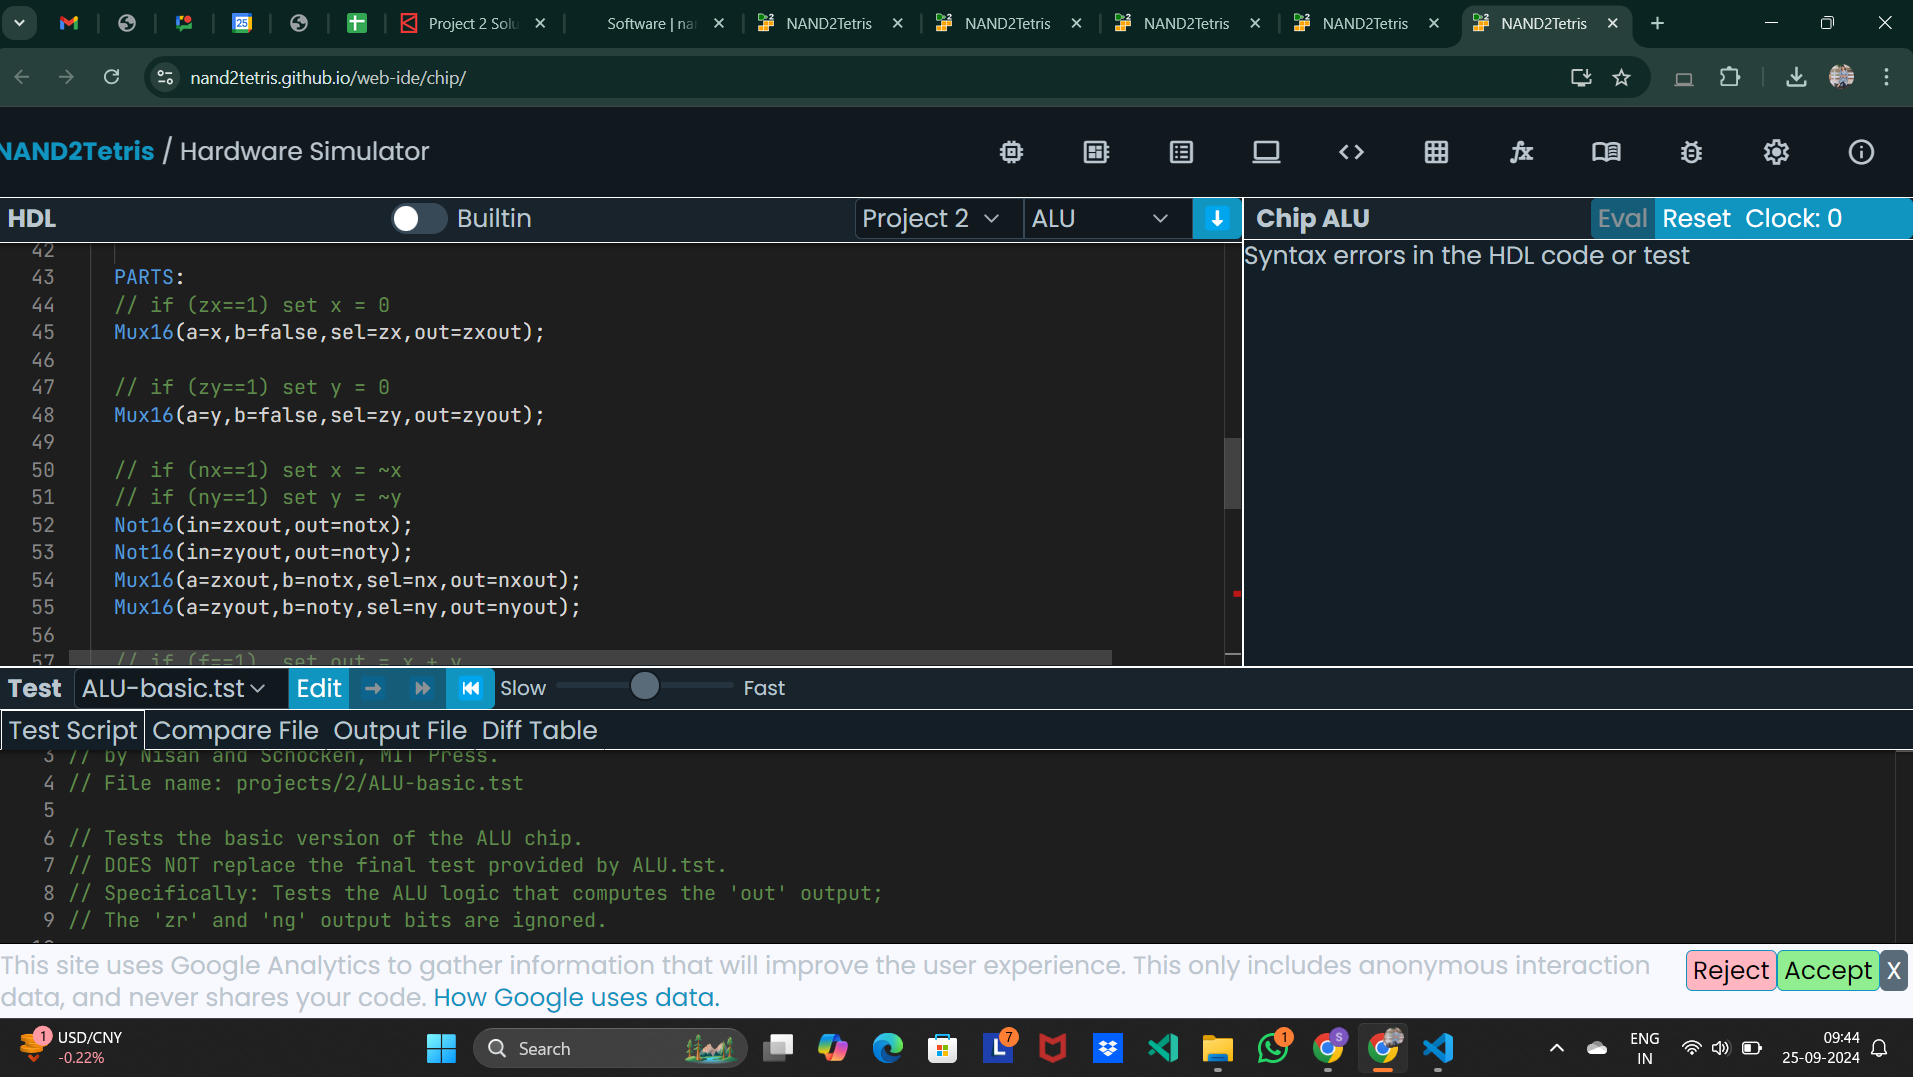 Project 2 Solu
Software | nan
NAND2Tetris
NAND2Tetris
NAND2Tetris
NAND2Tetris
NAND2Tetris
nand2tetris.github.io/web-ide/chip/
NAND2Tetris / Hardware Simulator
HDL
Builtin
Project 2
ALU
Chip ALU
Eval
Reset
Clock: 0
Syntax errors in the HDL code or test
42
43 PARTS:
44 // if (zx==1) set x = 0
45 Mux16(a=x,b=false,sel=zx,out=zxout);
46
47 // if (zy==1) set y = 0
48 Mux16(a=y,b=false,sel=zy,out=zyout);
49
50 // if (nx==1) set x = ~x
51 // if (ny==1) set y = ~y
52 Not16(in=zxout,out=notx);
53 Not16(in=zyout,out=noty);
54 Mux16(a=zxout,b=notx,sel=nx,out=nxout);
55 Mux16(a=zyout,b=noty,sel=ny,out=nyout);
56
57 // if (f==1) set out = x + y
Test
ALU-basic.tst
Edit
Slow
Fast
Test Script
Compare File
Output File
Diff Table
3 // by Nisan and Schocken, MIT Press.
4 // File name: projects/2/ALU-basic.tst
5
6 // Tests the basic version of the ALU chip.
7 // DOES NOT replace the final test provided by ALU.tst.
8 // Specifically: Tests the ALU logic that computes the 'out' output;
9 // The 'zr' and 'ng' output bits are ignored.
This site uses Google Analytics to gather information that will improve the user experience. This only includes anonymous interaction
data, and never shares your code. How Google uses data.
Reject
Accept
X
1
USD/CNY
-0.22%
Search
7
1
S
ENG
IN
09:44
25-09-2024